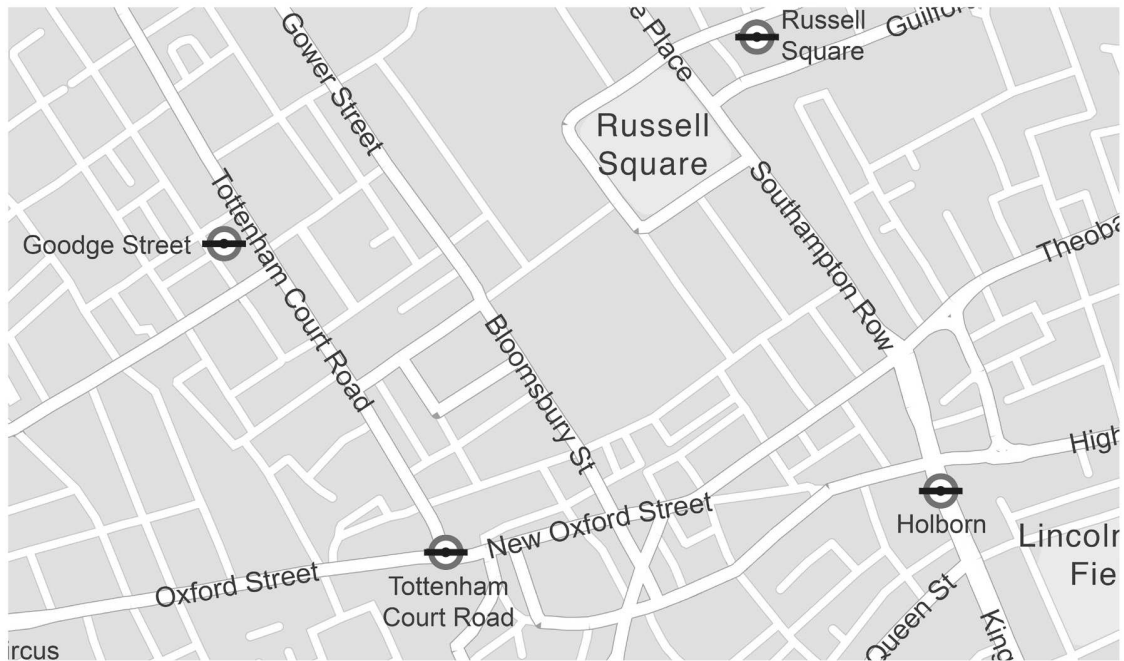 e Place
Russell
Square
Guilfor
Gower Street
Russell
Square
Tottenham Court Road
Southampton Row
Goodge Street
Theoba
Bloomsbury St
High
New Oxford Street
Holborn
Lincoln
Fie
Oxford Street
Tottenham
Court Road
Queen St
King
ircus